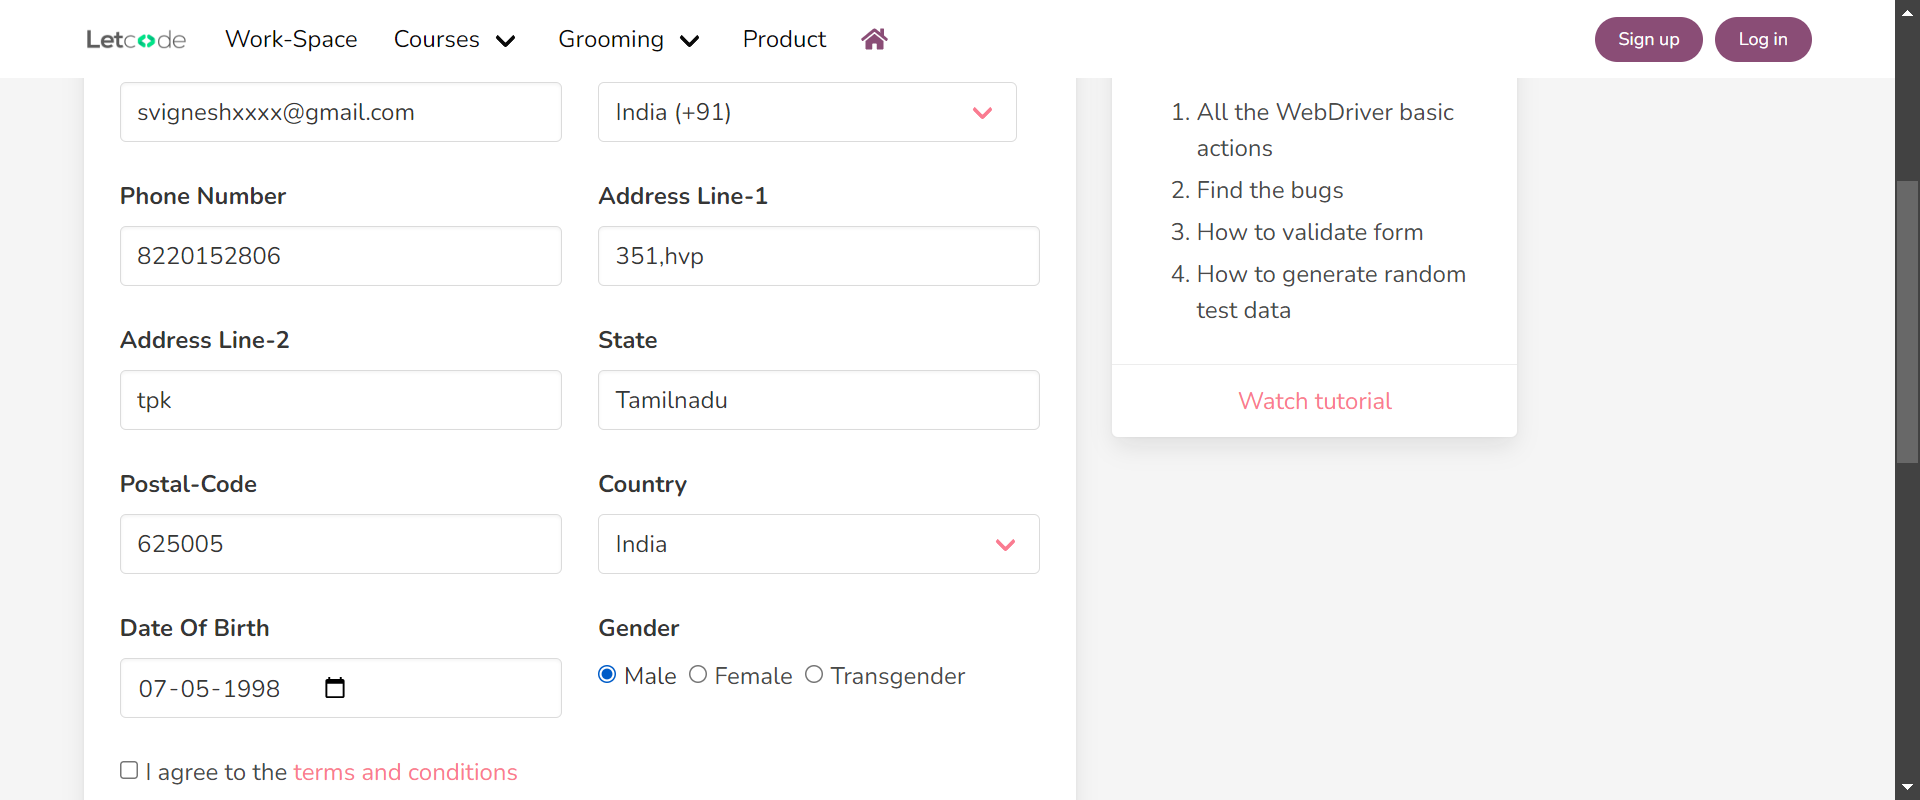 Letcode Work-Space Courses Grooming Product Sign up Log in
svigneshxxxx@gmail.com India (+91)
Phone Number Address Line-1
8220152806 351,hvp
Address Line-2 State
tpk Tamilnadu
Postal-Code Country
625005 India
Date Of Birth Gender
07-05-1998 Male Female Transgender
I agree to the terms and conditions
1. All the WebDriver basic
actions
2. Find the bugs
3. How to validate form
4. How to generate random
test data
Watch tutorial